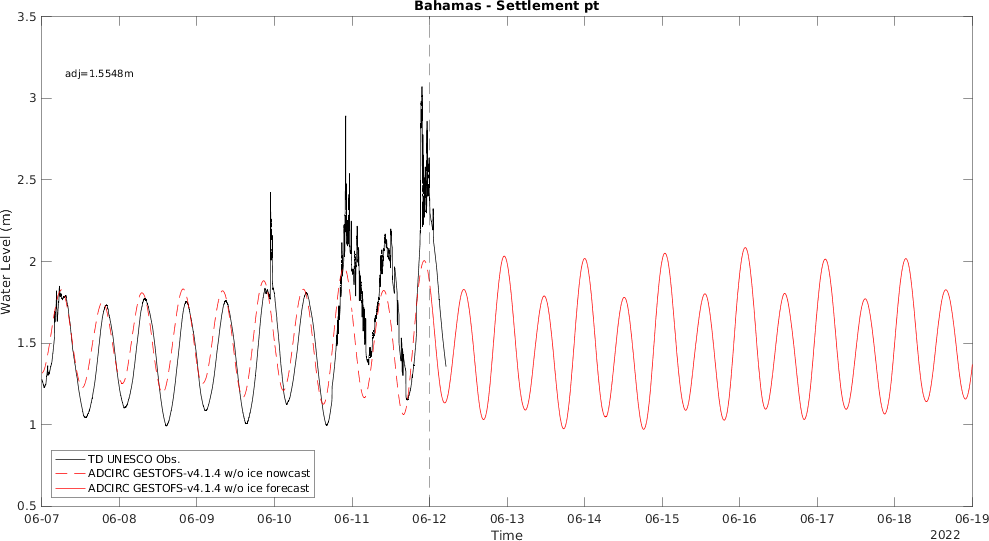 Bahamas - Settlement pt
3.5
adj=1.5548m
3
2.5
2
1.5
1
0.5
Water Level (m)
TD UNESCO Obs.
ADCIRC GESTOFS-v4.1.4 w/o ice nowcast
ADCIRC GESTOFS-v4.1.4 w/o ice forecast
06-07 06-08 06-09 06-10 06-11 06-12 06-13 06-14 06-15 06-16 06-17 06-18 06-19
Time
2022